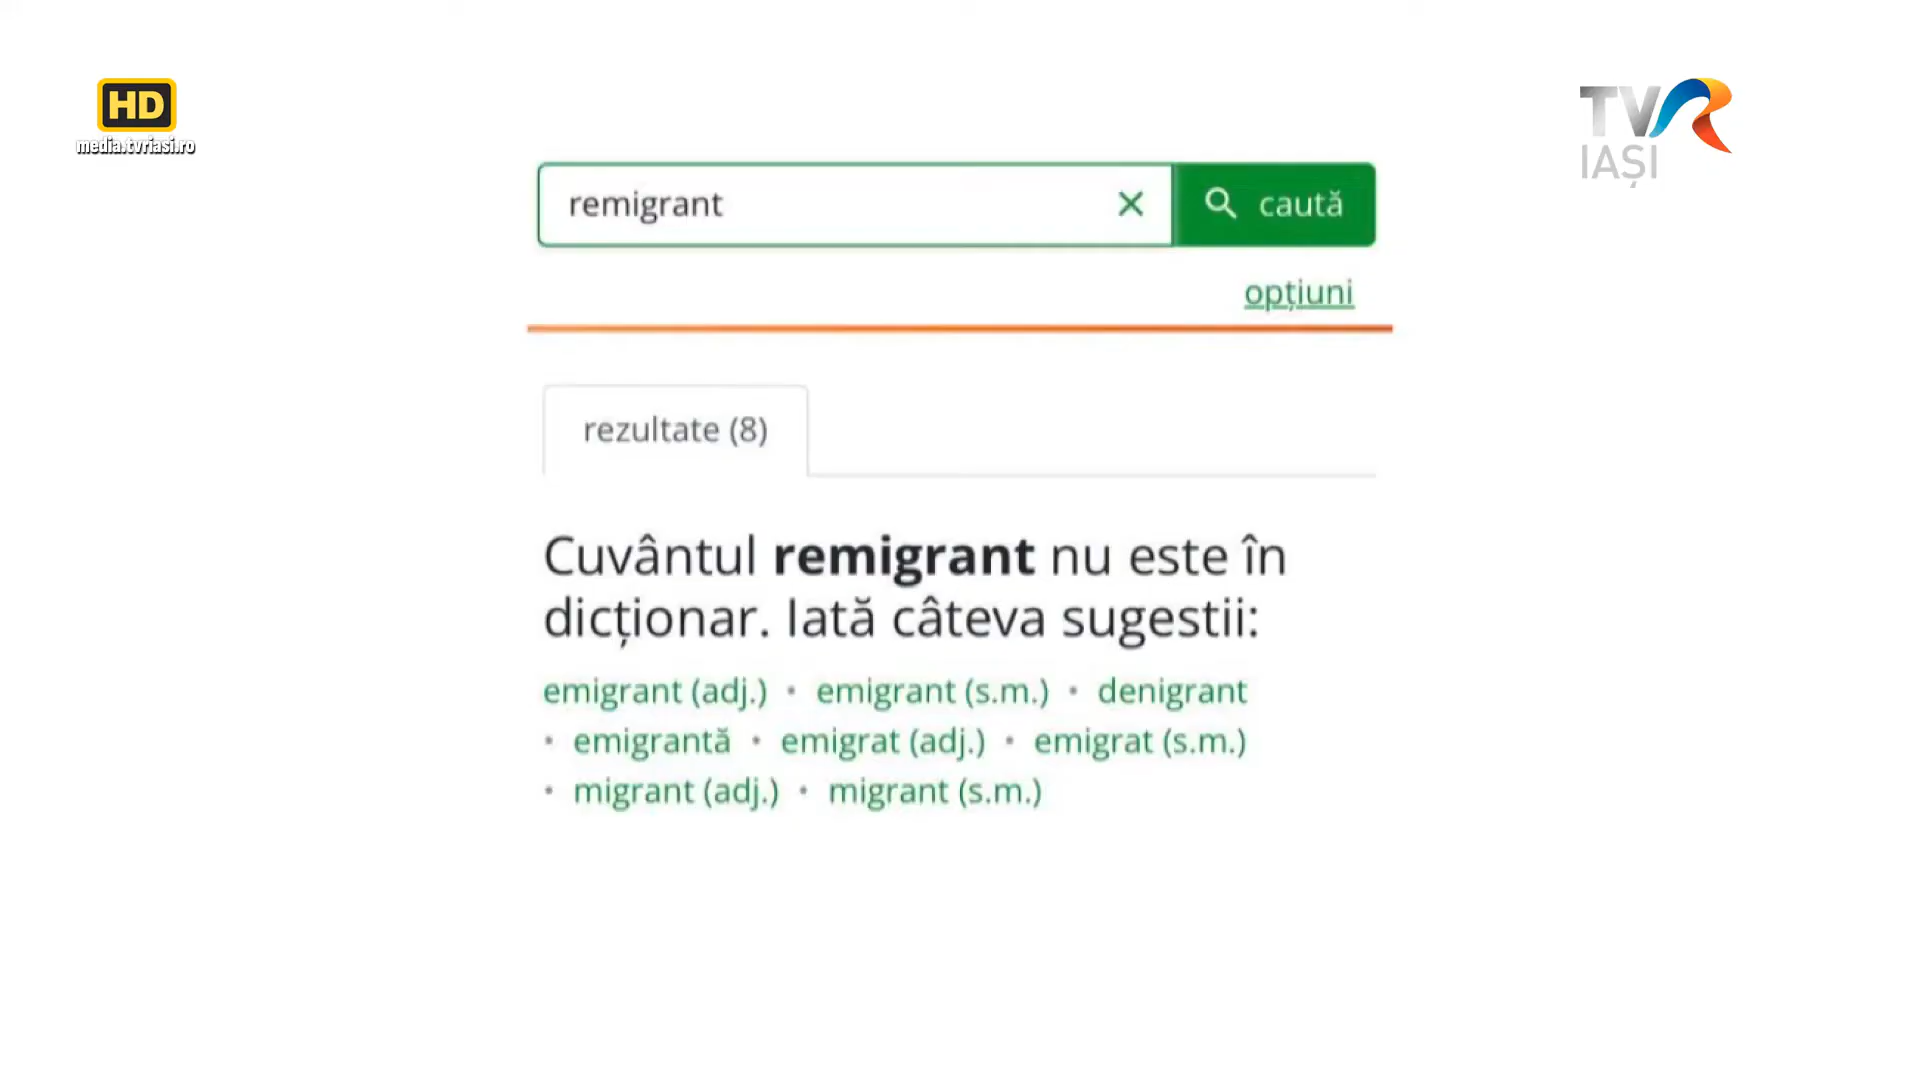 HD
media.tvriasi.ro
TVR
IAȘI
remigrant
caută
opțiuni
rezultate (8)
Cuvântul remigrant nu este în
dicționar. Iată câteva sugestii:
emigrant (adj.) • emigrant (s.m.) • denigrant
• emigrantă • emigrat (adj.) • emigrat (s.m.)
• migrant (adj.) • migrant (s.m.)